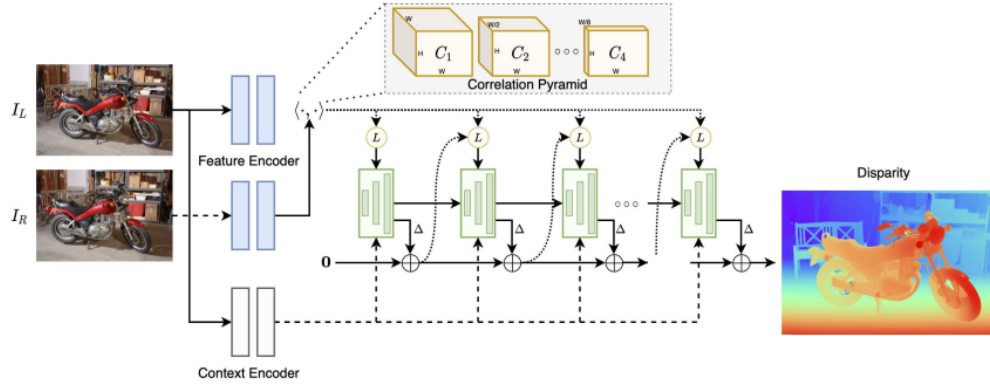 W
H
C₁
W
W/2
H
C₂
W
W/8
H
C₄
W
Correlation Pyramid
I_L
⟨·,·⟩
Feature Encoder
L
L
L
L
I_R
Disparity
Δ
Δ
Δ
Δ
0
Context Encoder